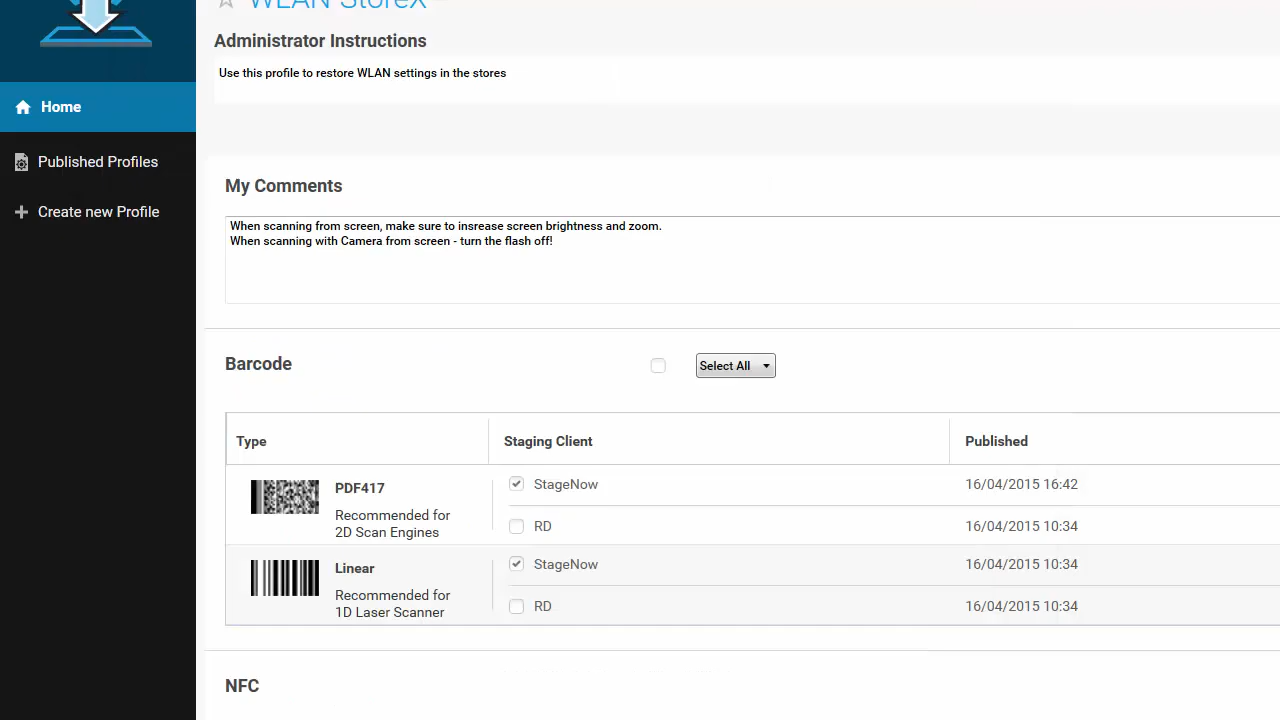 WLAN StoreX
Administrator Instructions
Use this profile to restore WLAN settings in the stores
Home
Published Profiles
Create new Profile
My Comments
When scanning from screen, make sure to insrease screen brightness and zoom.
When scanning with Camera from screen - turn the flash off!
Barcode
Select All
Type
Staging Client
Published
PDF417
Recommended for
2D Scan Engines
StageNow
16/04/2015 16:42
RD
16/04/2015 10:34
Linear
Recommended for
1D Laser Scanner
StageNow
16/04/2015 10:34
RD
16/04/2015 10:34
NFC